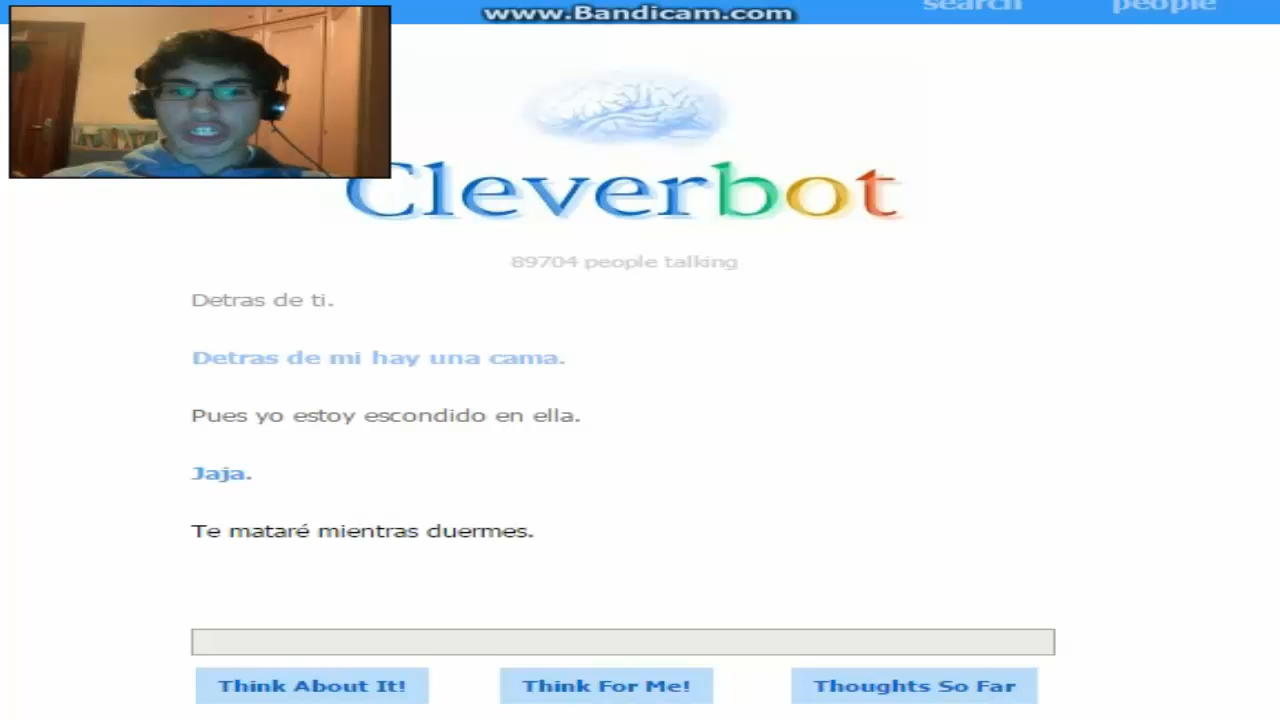 www.Bandicam.com
search people
Cleverbot
89704 people talking
Detras de ti.
Detras de mi hay una cama.
Pues yo estoy escondido en ella.
Jaja.
Te mataré mientras duermes.
Think About It! Think For Me! Thoughts So Far